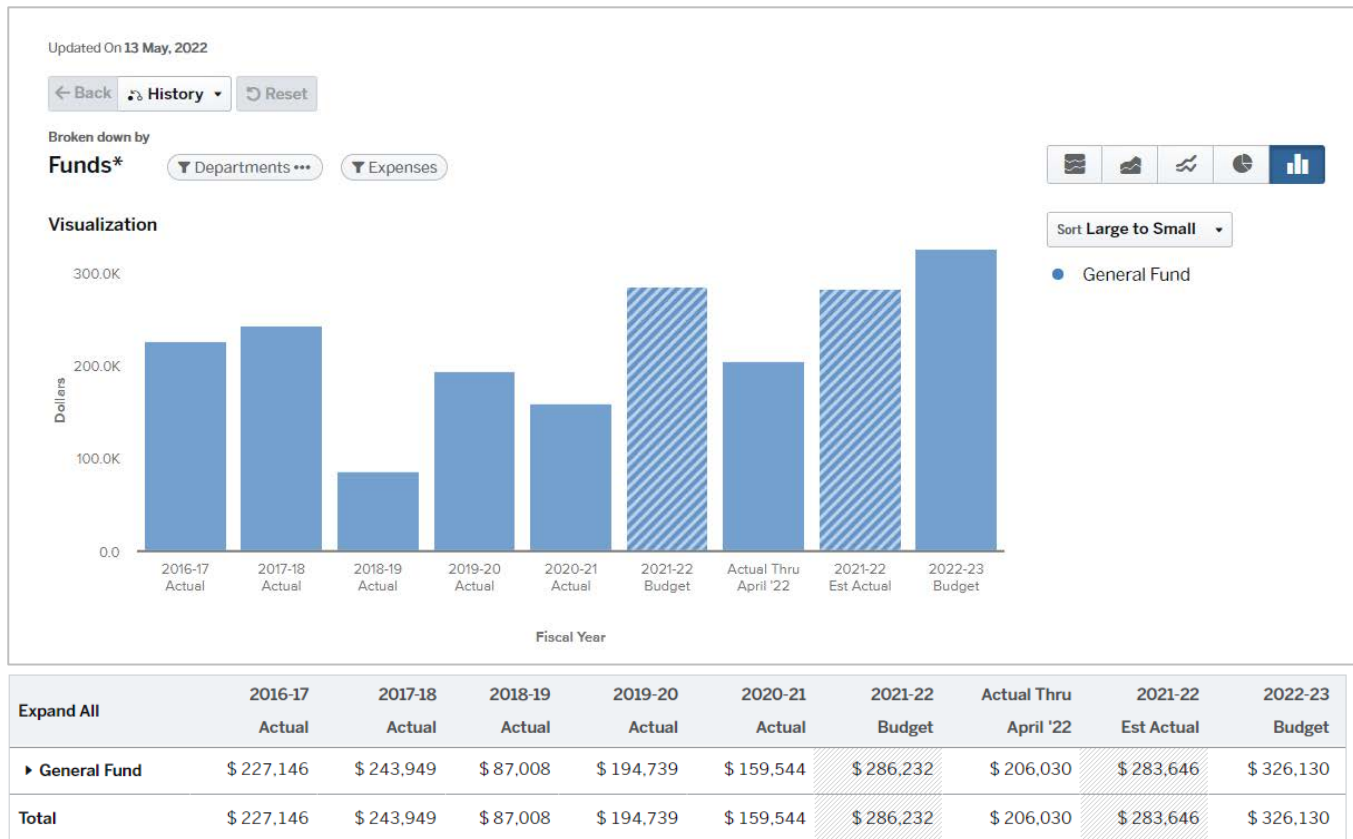 Updated On 13 May, 2022
← Back History ▾ Reset
Broken down by
Funds* Departments ••• Expenses
Visualization
Sort Large to Small ▾
General Fund
300.0K
200.0K
100.0K
0.0
Dollars
2016-17 2017-18 2018-19 2019-20 2020-21 2021-22 Actual Thru 2021-22 2022-23
Actual Actual Actual Actual Actual Budget April '22 Est Actual Budget
Fiscal Year
2016-17 2017-18 2018-19 2019-20 2020-21 2021-22 Actual Thru 2021-22 2022-23
Expand All
Actual Actual Actual Actual Actual Budget April '22 Est Actual Budget
▸ General Fund $ 227,146 $ 243,949 $ 87,008 $ 194,739 $ 159,544 $ 286,232 $ 206,030 $ 283,646 $ 326,130
Total $ 227,146 $ 243,949 $ 87,008 $ 194,739 $ 159,544 $ 286,232 $ 206,030 $ 283,646 $ 326,130